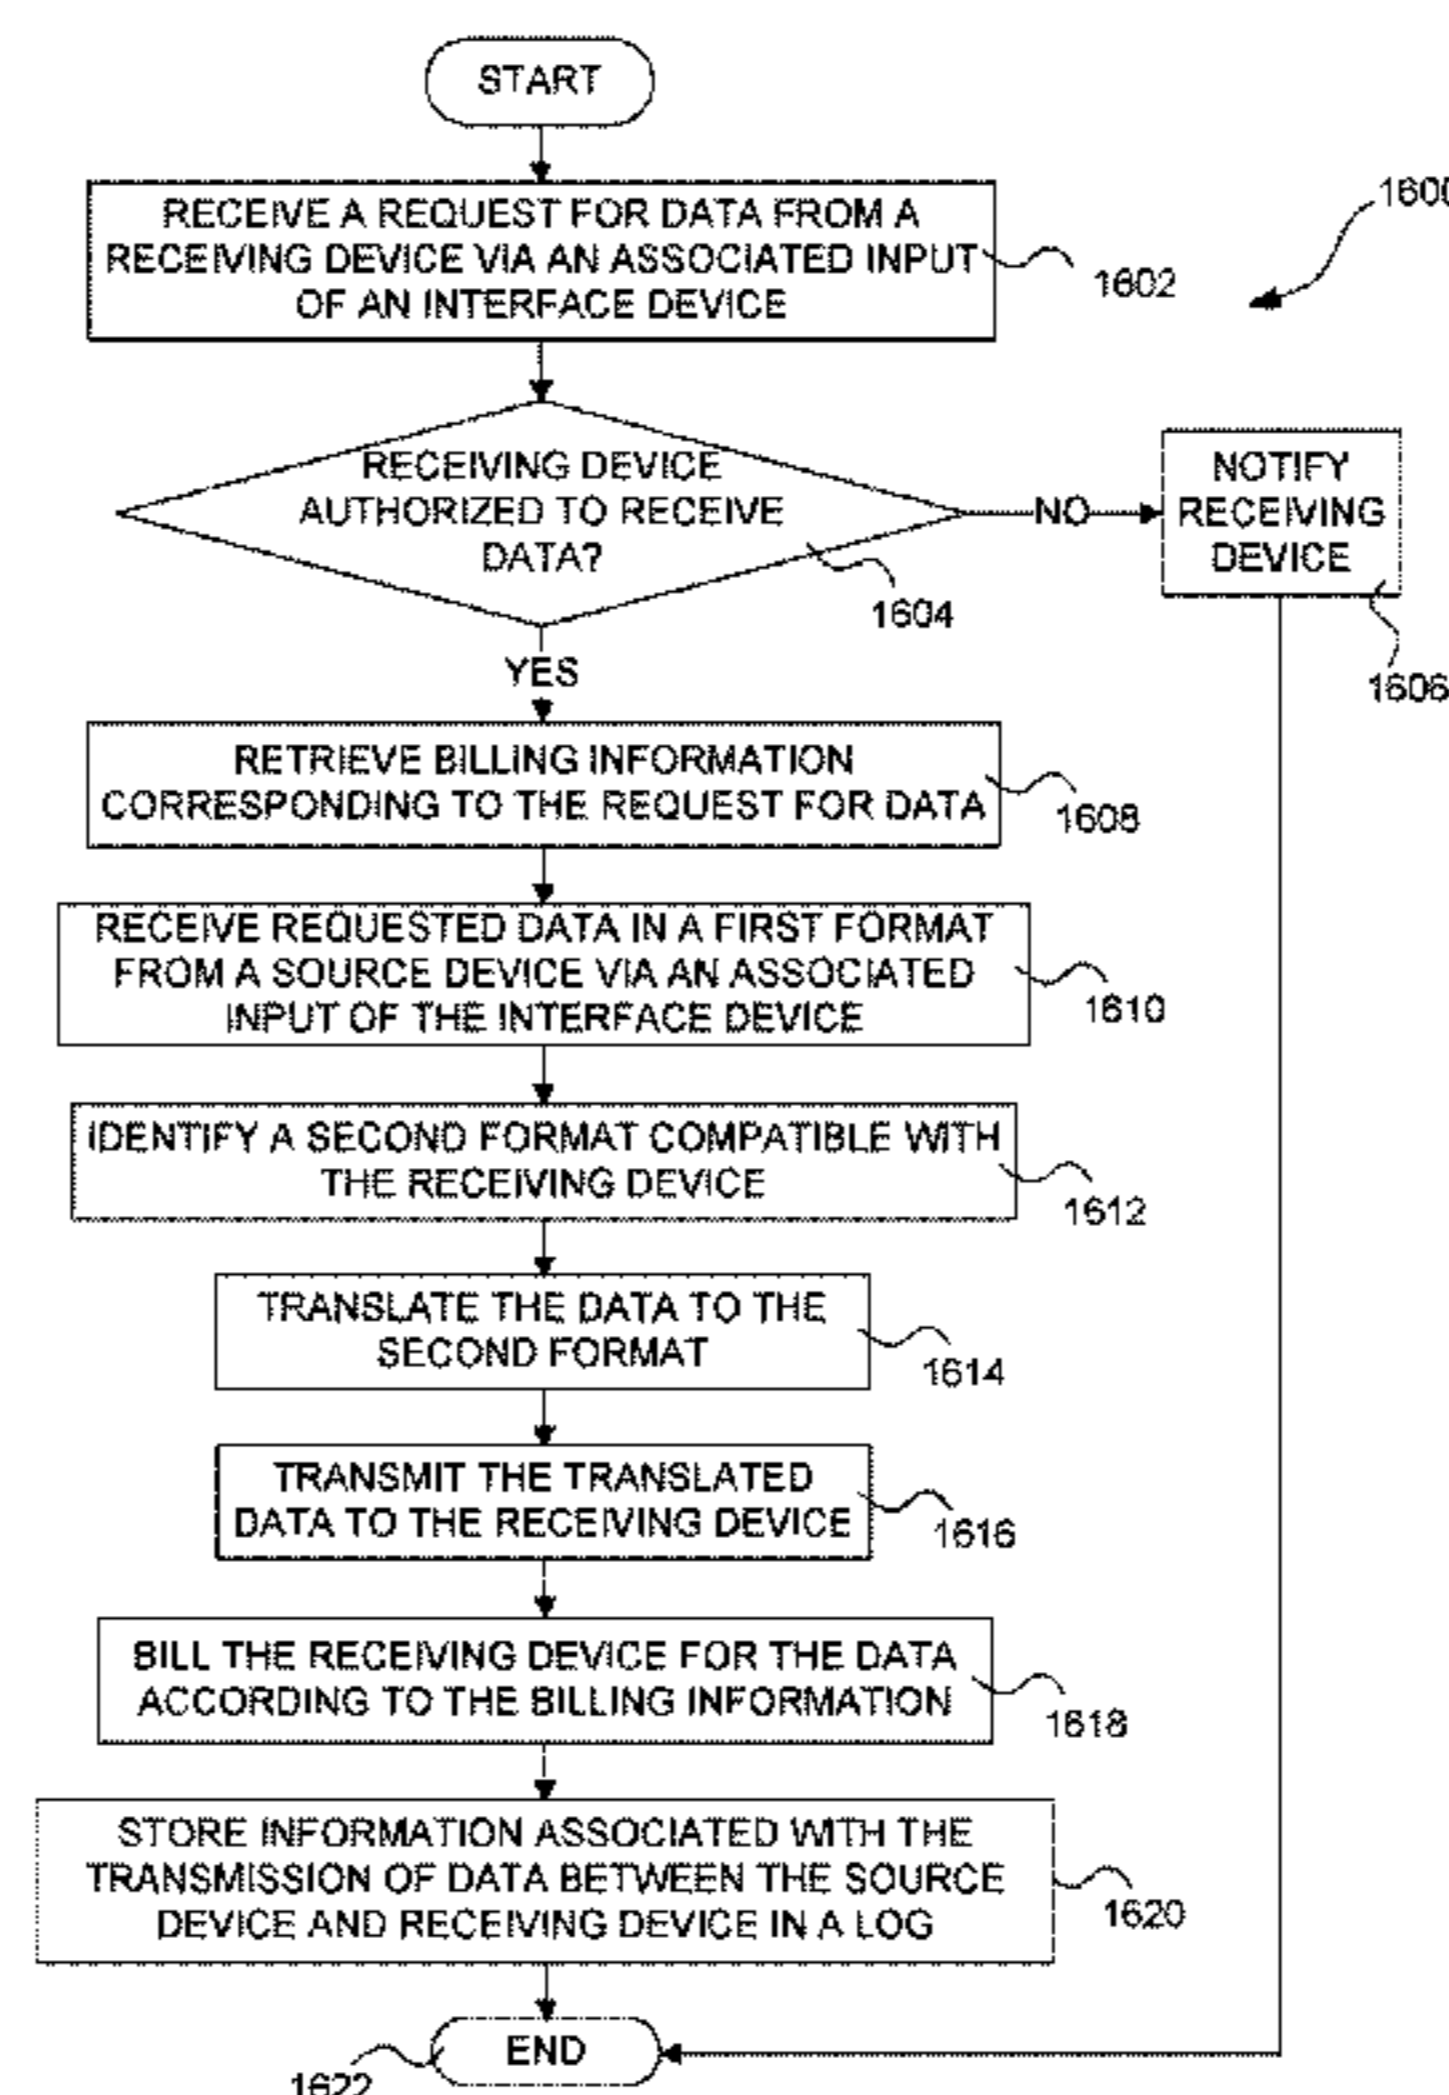 START
RECEIVE A REQUEST FOR DATA FROM A
RECEIVING DEVICE VIA AN ASSOCIATED INPUT
OF AN INTERFACE DEVICE
1600
1602
RECEIVING DEVICE
AUTHORIZED TO RECEIVE
DATA?
1604
NO
NOTIFY
RECEIVING
DEVICE
1606
YES
RETRIEVE BILLING INFORMATION
CORRESPONDING TO THE REQUEST FOR DATA
1608
RECEIVE REQUESTED DATA IN A FIRST FORMAT
FROM A SOURCE DEVICE VIA AN ASSOCIATED
INPUT OF THE INTERFACE DEVICE
1610
IDENTIFY A SECOND FORMAT COMPATIBLE WITH
THE RECEIVING DEVICE
1612
TRANSLATE THE DATA TO THE
SECOND FORMAT
1614
TRANSMIT THE TRANSLATED
DATA TO THE RECEIVING DEVICE
1616
BILL THE RECEIVING DEVICE FOR THE DATA
ACCORDING TO THE BILLING INFORMATION
1618
STORE INFORMATION ASSOCIATED WITH THE
TRANSMISSION OF DATA BETWEEN THE SOURCE
DEVICE AND RECEIVING DEVICE IN A LOG
1620
END
1622